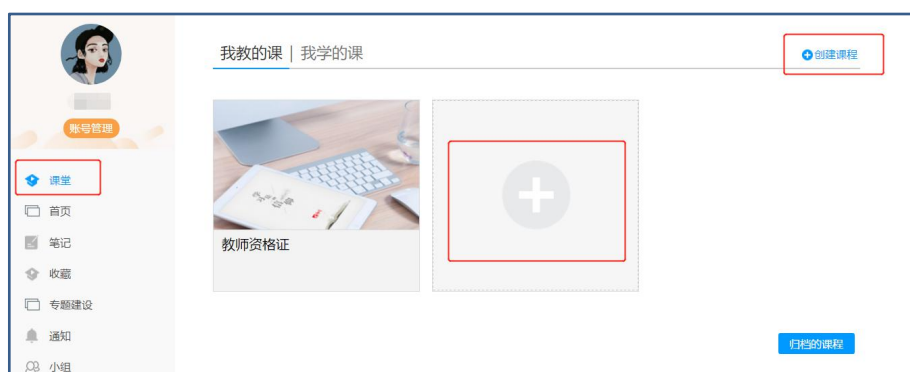 我教的课 | 我学的课
创建课程
账号管理
课堂
首页
笔记
收藏
专题建设
通知
小组
教师资格证
归档的课程